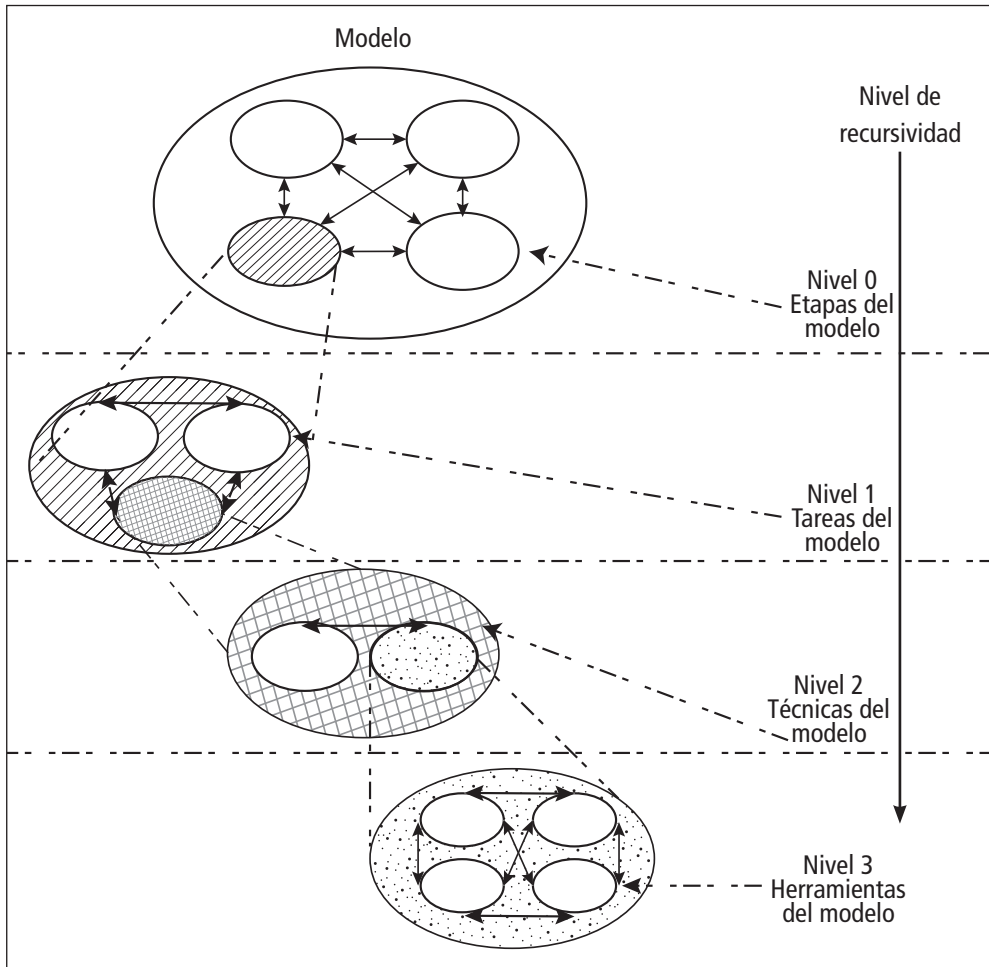 Modelo
Nivel de
recursividad
Nivel 0
Etapas del
modelo
Nivel 1
Tareas del
modelo
Nivel 2
Técnicas del
modelo
Nivel 3
Herramientas
del modelo